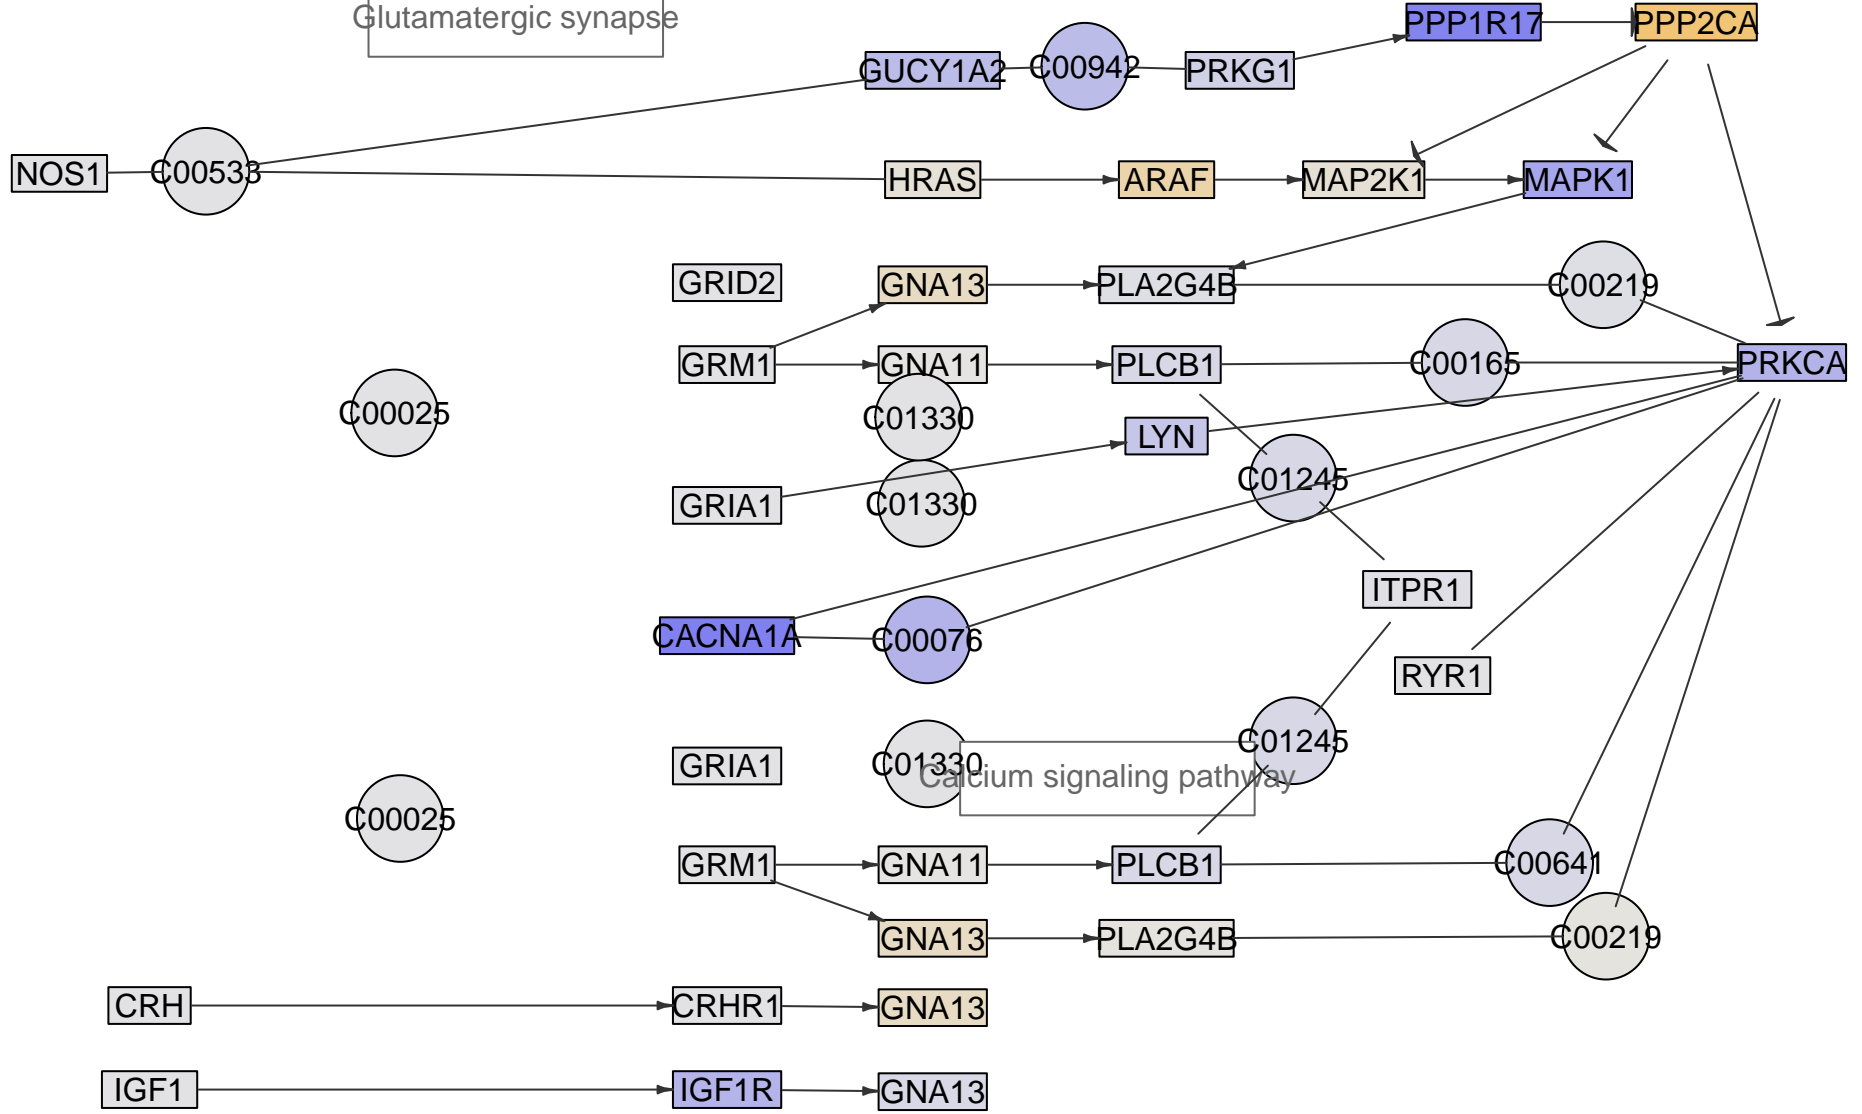 Glutamatergic synapse
PPP1R17
PPP2CA
GUCY1A2
C00942
PRKG1
NOS1
C00533
HRAS
ARAF
MAP2K1
MAPK1
GRID2
GNA13
PLA2G4B
C00219
GRM1
GNA11
PLCB1
C00165
PRKCA
C00025
C01330
LYN
GRIA1
C01330
C01245
ITPR1
CACNA1A
C00076
RYR1
C01245
GRIA1
C01330
Calcium signaling pathway
C00025
GRM1
GNA11
PLCB1
C00641
GNA13
PLA2G4B
C00219
CRH
CRHR1
GNA13
IGF1
IGF1R
GNA13